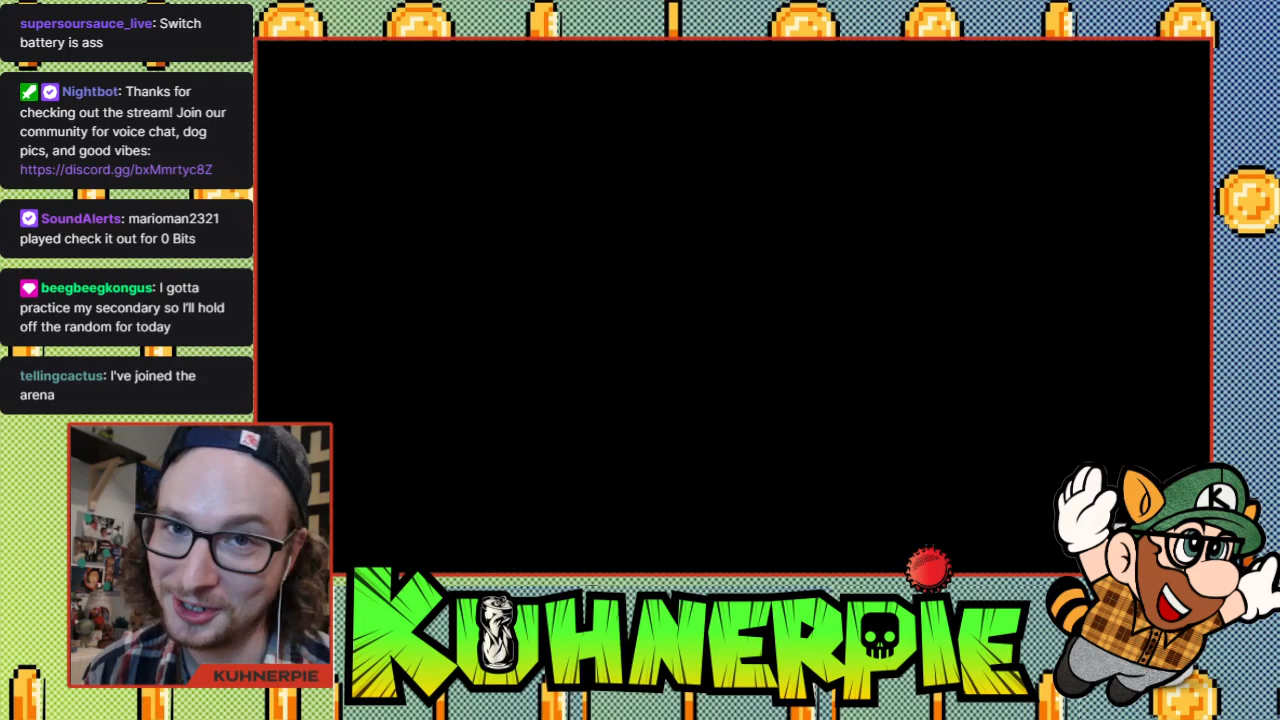 supersoursauce_live: Switch
battery is ass
Nightbot: Thanks for
checking out the stream! Join our
community for voice chat, dog
pics, and good vibes:
https://discord.gg/bxMmrtyc8Z
SoundAlerts: marioman2321
played check it out for 0 Bits
beegbeegkongus: I gotta
practice my secondary so I'll hold
off the random for today
tellingcactus: I've joined the
arena
KUHNERPIE
KUHNERPIE
K